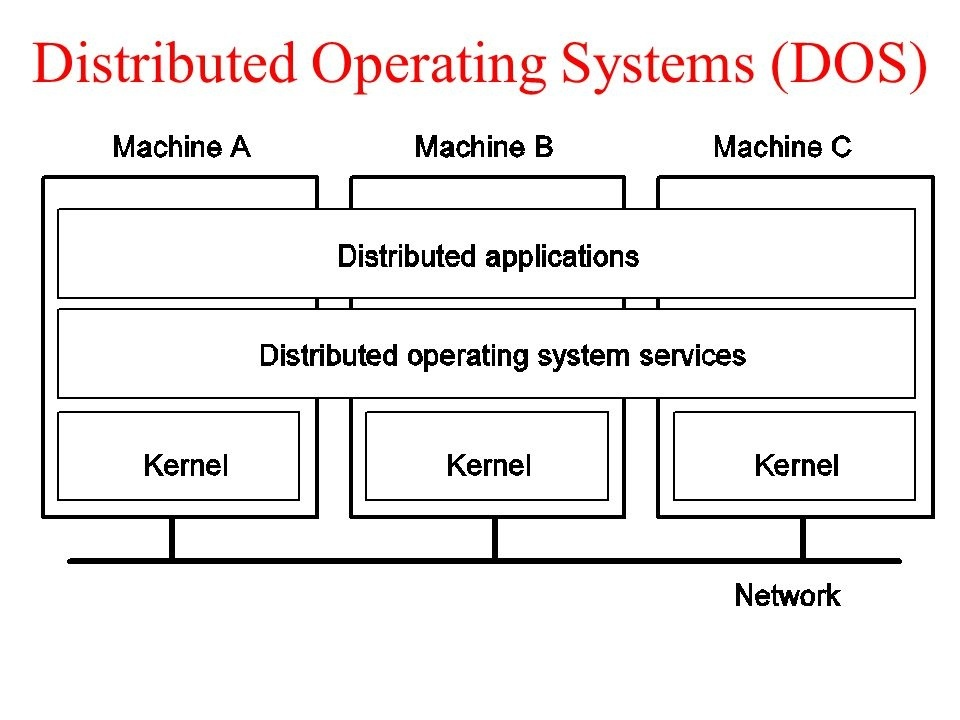 Distributed Operating Systems (DOS)
Machine A
Machine B
Machine C
Distributed applications
Distributed operating system services
Kernel
Kernel
Kernel
Network